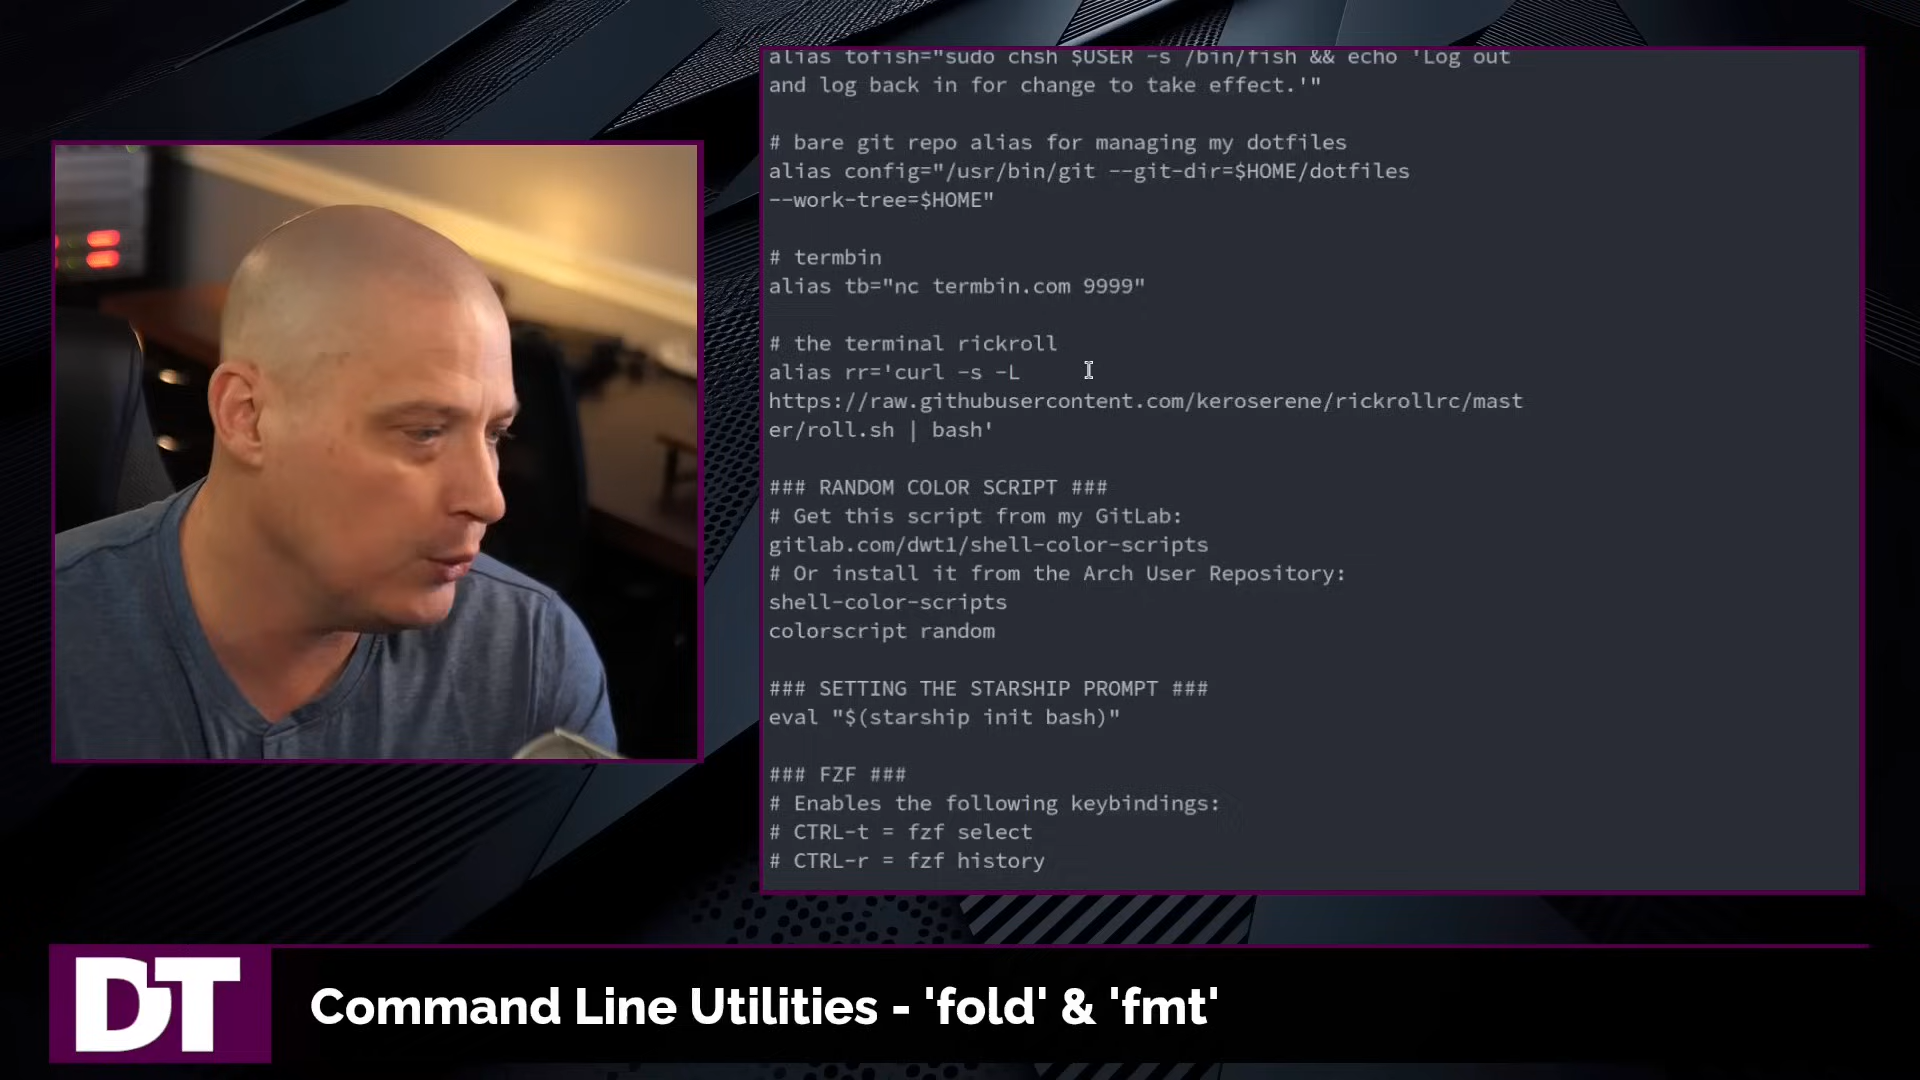 alias tofish="sudo chsh $USER -s /bin/fish && echo 'Log out
and log back in for change to take effect.'"
# bare git repo alias for managing my dotfiles
alias config="/usr/bin/git --git-dir=$HOME/dotfiles
--work-tree=$HOME"
# termbin
alias tb="nc termbin.com 9999"
# the terminal rickroll
alias rr='curl -s -L
https://raw.githubusercontent.com/keroserene/rickrollrc/mast
er/roll.sh | bash'
### RANDOM COLOR SCRIPT ###
# Get this script from my GitLab:
gitlab.com/dwt1/shell-color-scripts
# Or install it from the Arch User Repository:
shell-color-scripts
colorscript random
### SETTING THE STARSHIP PROMPT ###
eval "$(starship init bash)"
### FZF ###
# Enables the following keybindings:
# CTRL-t = fzf select
# CTRL-r = fzf history
DT
Command Line Utilities - 'fold' & 'fmt'